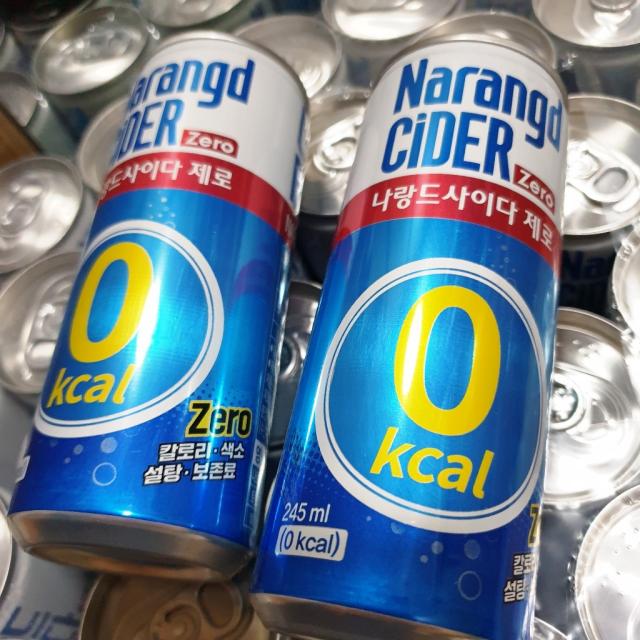 arangd
CiDER Zero
랑드사이다 제로
0
kcal
Zero
칼로리·색소
설탕·보존료
Narangd
CiDER Zero
나랑드사이다 제로
0
kcal
245 ml
(0 kcal)